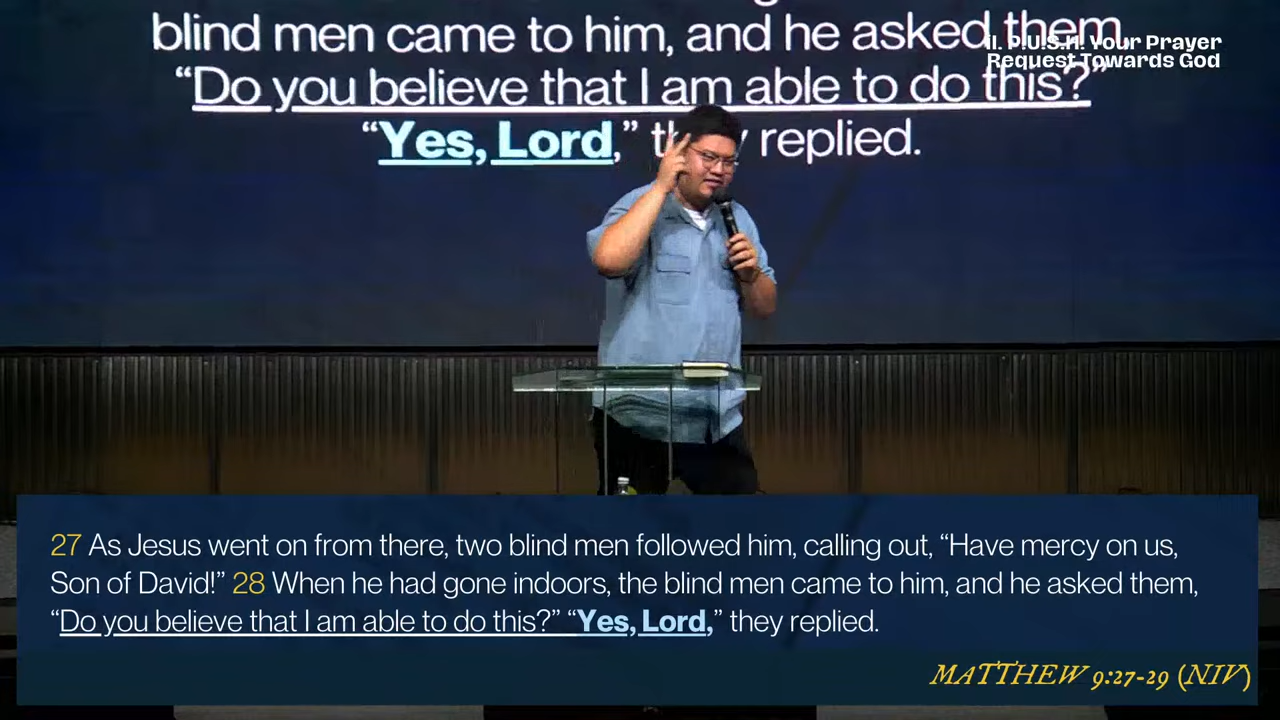 blind men came to him, and he asked them,
II. P.U.S.H. Your Prayer
Request Towards God
“Do you believe that I am able to do this?”
“Yes, Lord,” they replied.
27 As Jesus went on from there, two blind men followed him, calling out, “Have mercy on us,
Son of David!” 28 When he had gone indoors, the blind men came to him, and he asked them,
“Do you believe that I am able to do this?” “Yes, Lord,” they replied.
MATTHEW 9:27-29 (NIV)